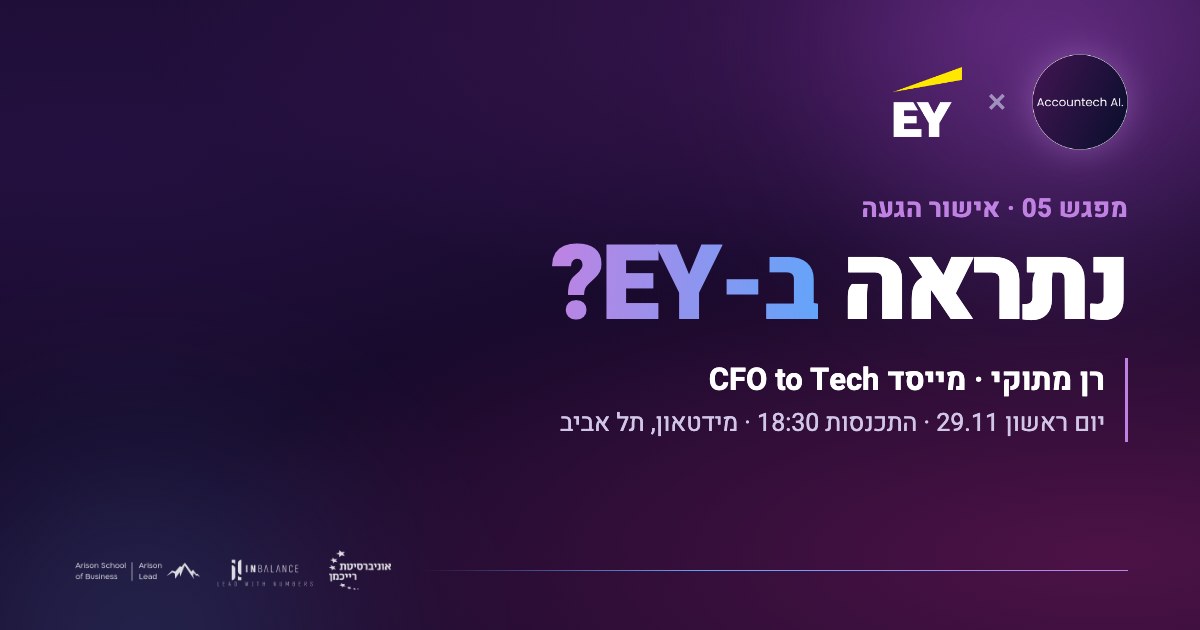 Accountech AI.
×
EY
מפגש 05 · אישור הגעה
נתראה ב-EY?
רן מתוקי · מייסד CFO to Tech
יום ראשון 29.11 · התכנסות 18:30 · מידטאון, תל אביב
אוניברסיטת
רייכמן
INBALANCE
LEAD WITH NUMBERS
Arison School
of Business
Arison
Lead